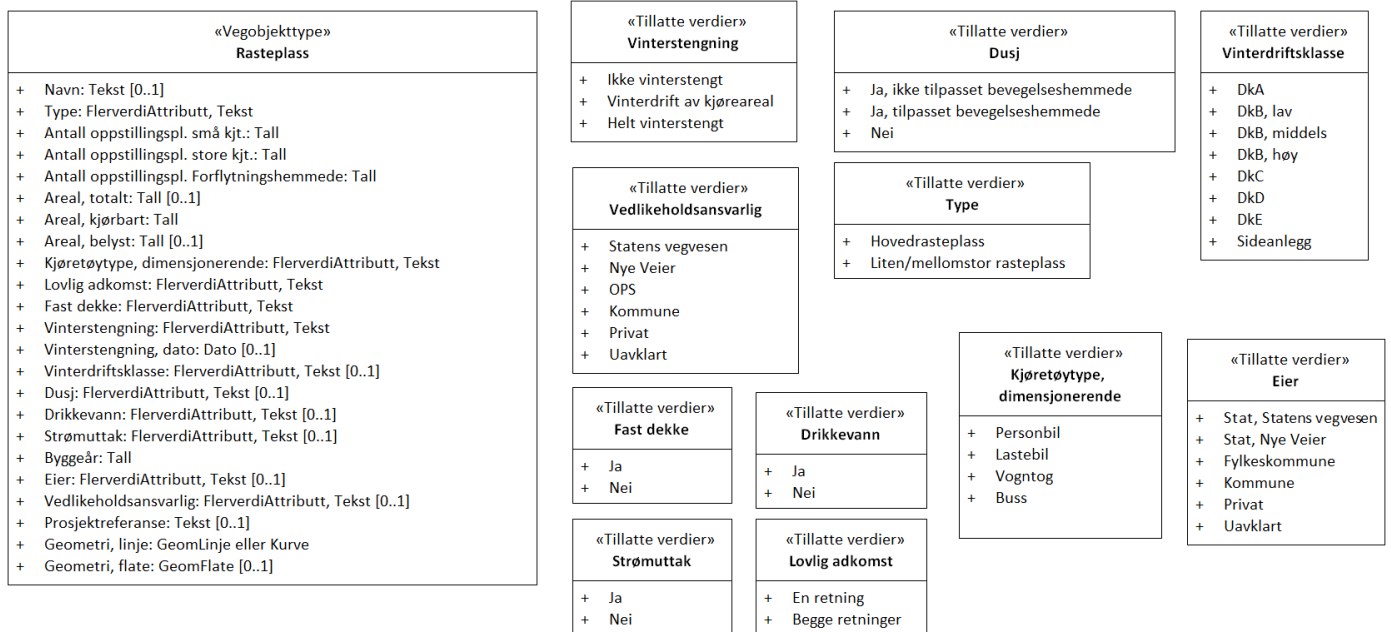 «Vegobjekttype»
Rasteplass
+ Navn: Tekst [0..1]
+ Type: FlerverdiAttributt, Tekst
+ Antall oppstillingspl. små kjt.: Tall
+ Antall oppstillingspl. store kjt.: Tall
+ Antall oppstillingspl. Forflytningshemmede: Tall
+ Areal, totalt: Tall [0..1]
+ Areal, kjørbart: Tall
+ Areal, belyst: Tall [0..1]
+ Kjøretøytype, dimensjonerende: FlerverdiAttributt, Tekst
+ Lovlig adkomst: FlerverdiAttributt, Tekst
+ Fast dekke: FlerverdiAttributt, Tekst
+ Vinterstengning: FlerverdiAttributt, Tekst
+ Vinterstengning, dato: Dato [0..1]
+ Vinterdriftsklasse: FlerverdiAttributt, Tekst [0..1]
+ Dusj: FlerverdiAttributt, Tekst [0..1]
+ Drikkevann: FlerverdiAttributt, Tekst [0..1]
+ Strømuttak: FlerverdiAttributt, Tekst [0..1]
+ Byggeår: Tall
+ Eier: FlerverdiAttributt, Tekst [0..1]
+ Vedlikeholdsansvarlig: FlerverdiAttributt, Tekst [0..1]
+ Prosjektreferanse: Tekst [0..1]
+ Geometri, linje: GeomLinje eller Kurve
+ Geometri, flate: GeomFlate [0..1]
«Tillatte verdier»
Vinterstengning
+ Ikke vinterstengt
+ Vinterdrift av kjøreareal
+ Helt vinterstengt
«Tillatte verdier»
Dusj
+ Ja, ikke tilpasset bevegelseshemmede
+ Ja, tilpasset bevegelseshemmede
+ Nei
«Tillatte verdier»
Vinterdriftsklasse
+ DkA
+ DkB, lav
+ DkB, middels
+ DkB, høy
+ DkC
+ DkD
+ DkE
+ Sideanlegg
«Tillatte verdier»
Vedlikeholdsansvarlig
+ Statens vegvesen
+ Nye Veier
+ OPS
+ Kommune
+ Privat
+ Uavklart
«Tillatte verdier»
Type
+ Hovedrasteplass
+ Liten/mellomstor rasteplass
«Tillatte verdier»
Kjøretøytype,
dimensjonerende
+ Personbil
+ Lastebil
+ Vogntog
+ Buss
«Tillatte verdier»
Eier
+ Stat, Statens vegvesen
+ Stat, Nye Veier
+ Fylkeskommune
+ Kommune
+ Privat
+ Uavklart
«Tillatte verdier»
Fast dekke
+ Ja
+ Nei
«Tillatte verdier»
Drikkevann
+ Ja
+ Nei
«Tillatte verdier»
Strømuttak
+ Ja
+ Nei
«Tillatte verdier»
Lovlig adkomst
+ En retning
+ Begge retninger